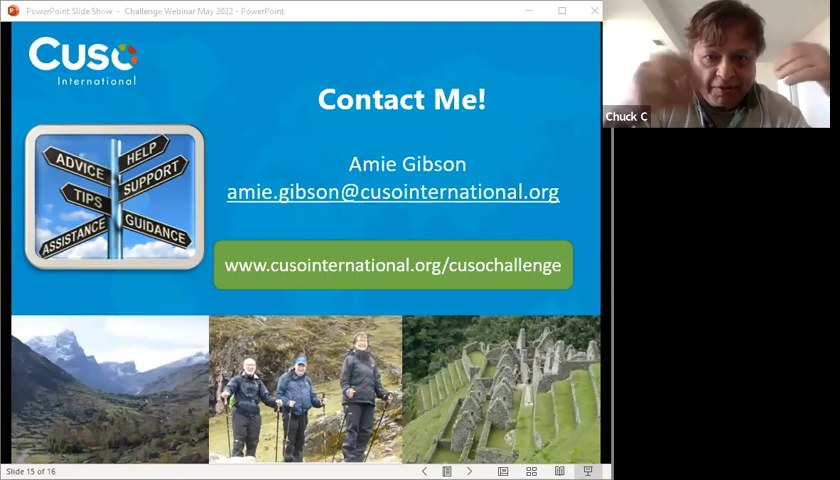 PowerPoint Slide Show - Challenge Webinar May 2022 - PowerPoint
Cuso
International
Contact Me!
ADVICE
HELP
SUPPORT
TIPS
GUIDANCE
ASSISTANCE
Amie Gibson
amie.gibson@cusointernational.org
www.cusointernational.org/cusochallenge
Chuck C
Slide 15 of 16